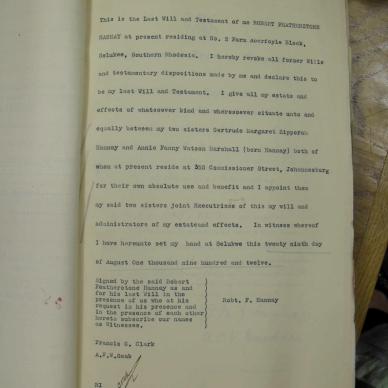 This is the Last Will and Testament of me ROBERT FEATHERSTONE
HANNAY at present residing at No. 2 Farm Aberfoyle Block,
Selukwe, Southern Rhodesia. I hereby revoke all former Wills
and testamentary dispositions made by me and declare this to
be my last Will and Testament. I give all my estate and
effects of whatsoever kind and wheresoever situate unto and
equally between my two sisters Gertrude Margaret Zipporah
Hannay and Annie Fanny Watson Marshall (born Hannay) both of
whom at present reside at Commissioner Street, Johannesburg
for their own absolute use and benefit and I appoint them
my said two sisters joint Executrixes of this my will and
administrators of my estateand effects. In witness whereof
I have hereunto set my hand at Selukwe this twenty ninth day
of August One thousand nine hundred and twelve.
Signed by the said Robert
Featherstone Hannay as and
for his last Will in the
presence of us who at his
request in his presence and
in the presence of each other
hereto subscribe our names
as Witnesses.
Robt. F. Hannay
Francis S. Clark